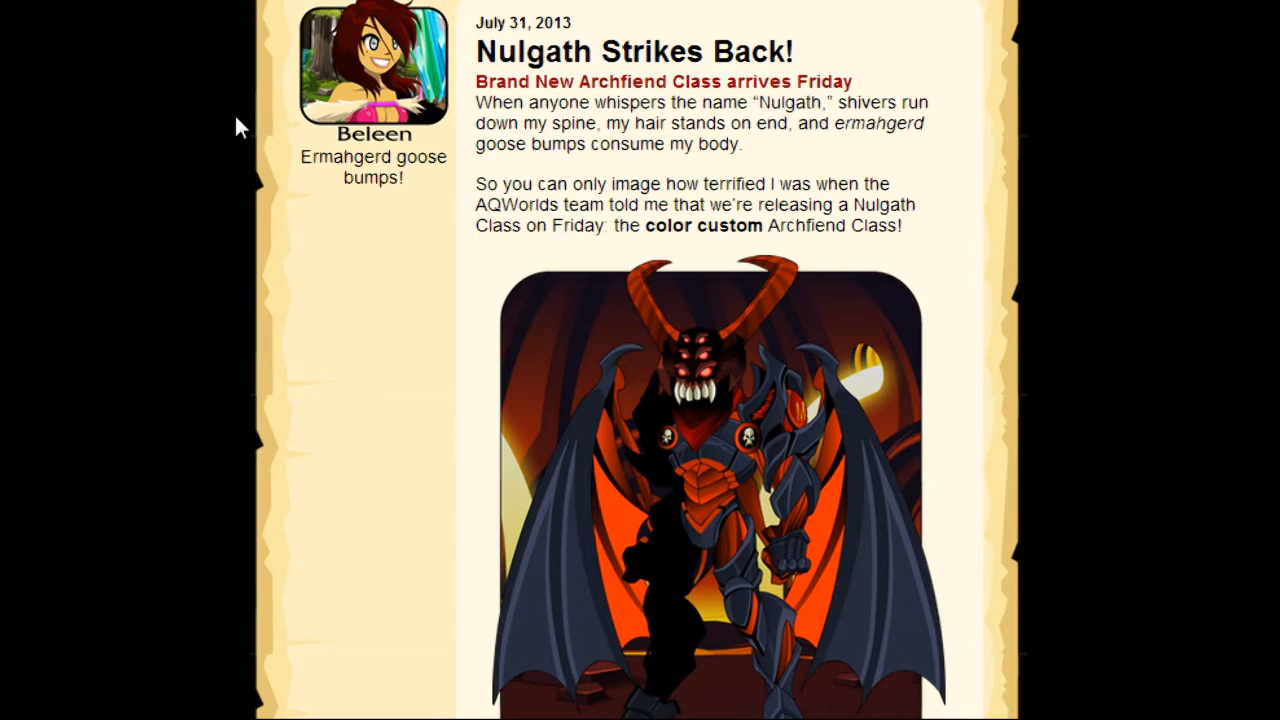 July 31, 2013
Nulgath Strikes Back!
Brand New Archfiend Class arrives Friday
When anyone whispers the name “Nulgath,” shivers run
down my spine, my hair stands on end, and ermahgerd
goose bumps consume my body.
So you can only image how terrified I was when the
AQWorlds team told me that we’re releasing a Nulgath
Class on Friday: the color custom Archfiend Class!
Beleen
Ermahgerd goose
bumps!